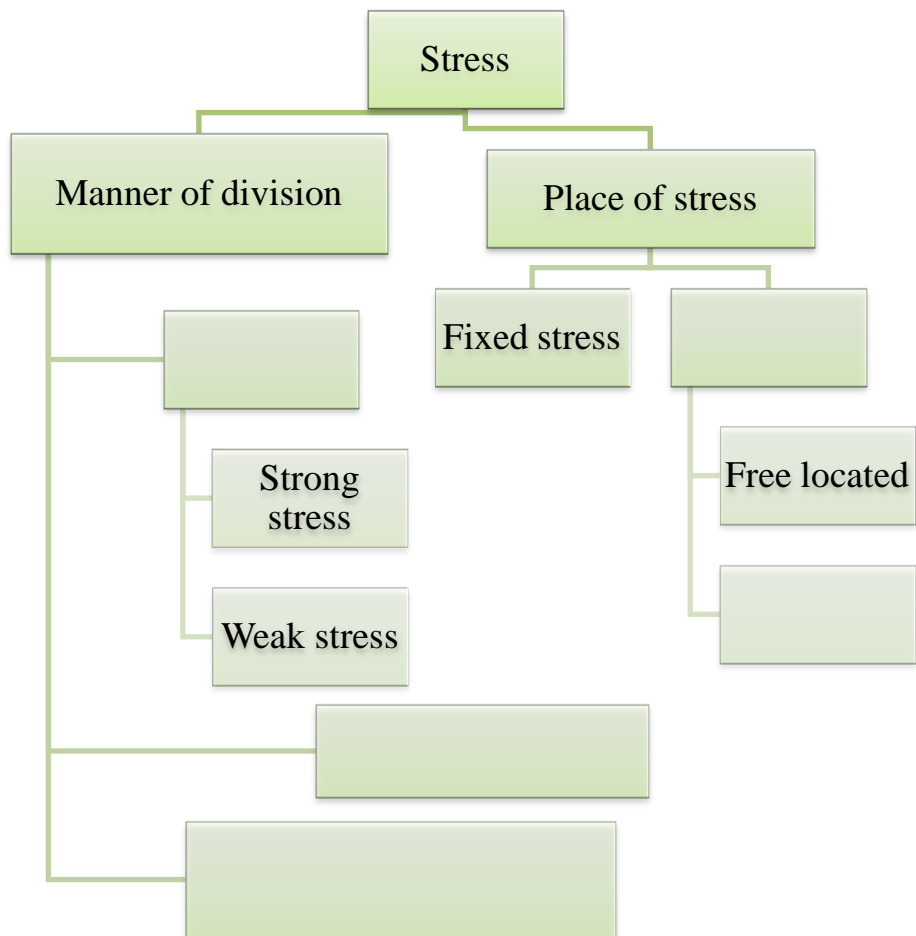 Stress
Manner of division
Place of stress
Fixed stress
Strong
stress
Free located
Weak stress